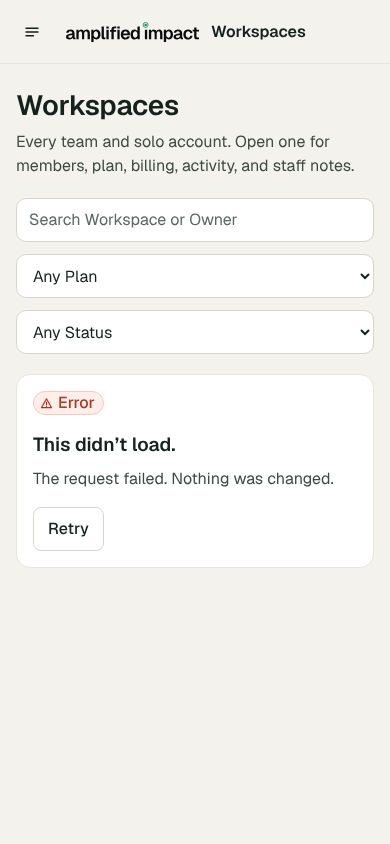 amplified impact Workspaces
Workspaces
Every team and solo account. Open one for
members, plan, billing, activity, and staff notes.
Search Workspace or Owner
Any Plan
Any Status
Error
This didn’t load.
The request failed. Nothing was changed.
Retry